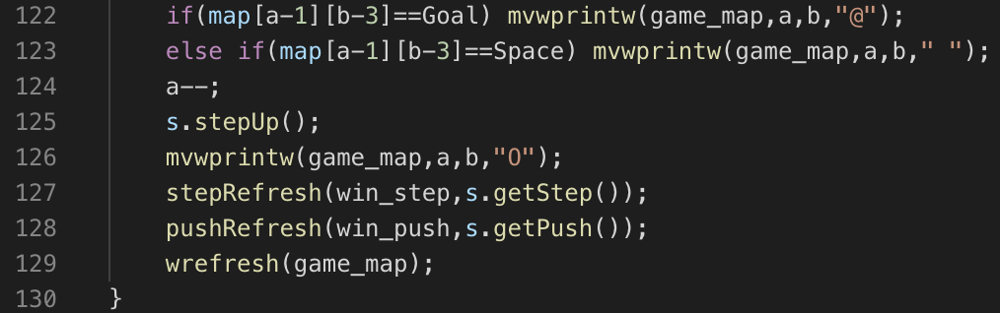 122 if(map[a-1][b-3]==Goal) mvwprintw(game_map,a,b,"@");
123 else if(map[a-1][b-3]==Space) mvwprintw(game_map,a,b," ");
124 a--;
125 s.stepUp();
126 mvwprintw(game_map,a,b,"O");
127 stepRefresh(win_step,s.getStep());
128 pushRefresh(win_push,s.getPush());
129 wrefresh(game_map);
130 }